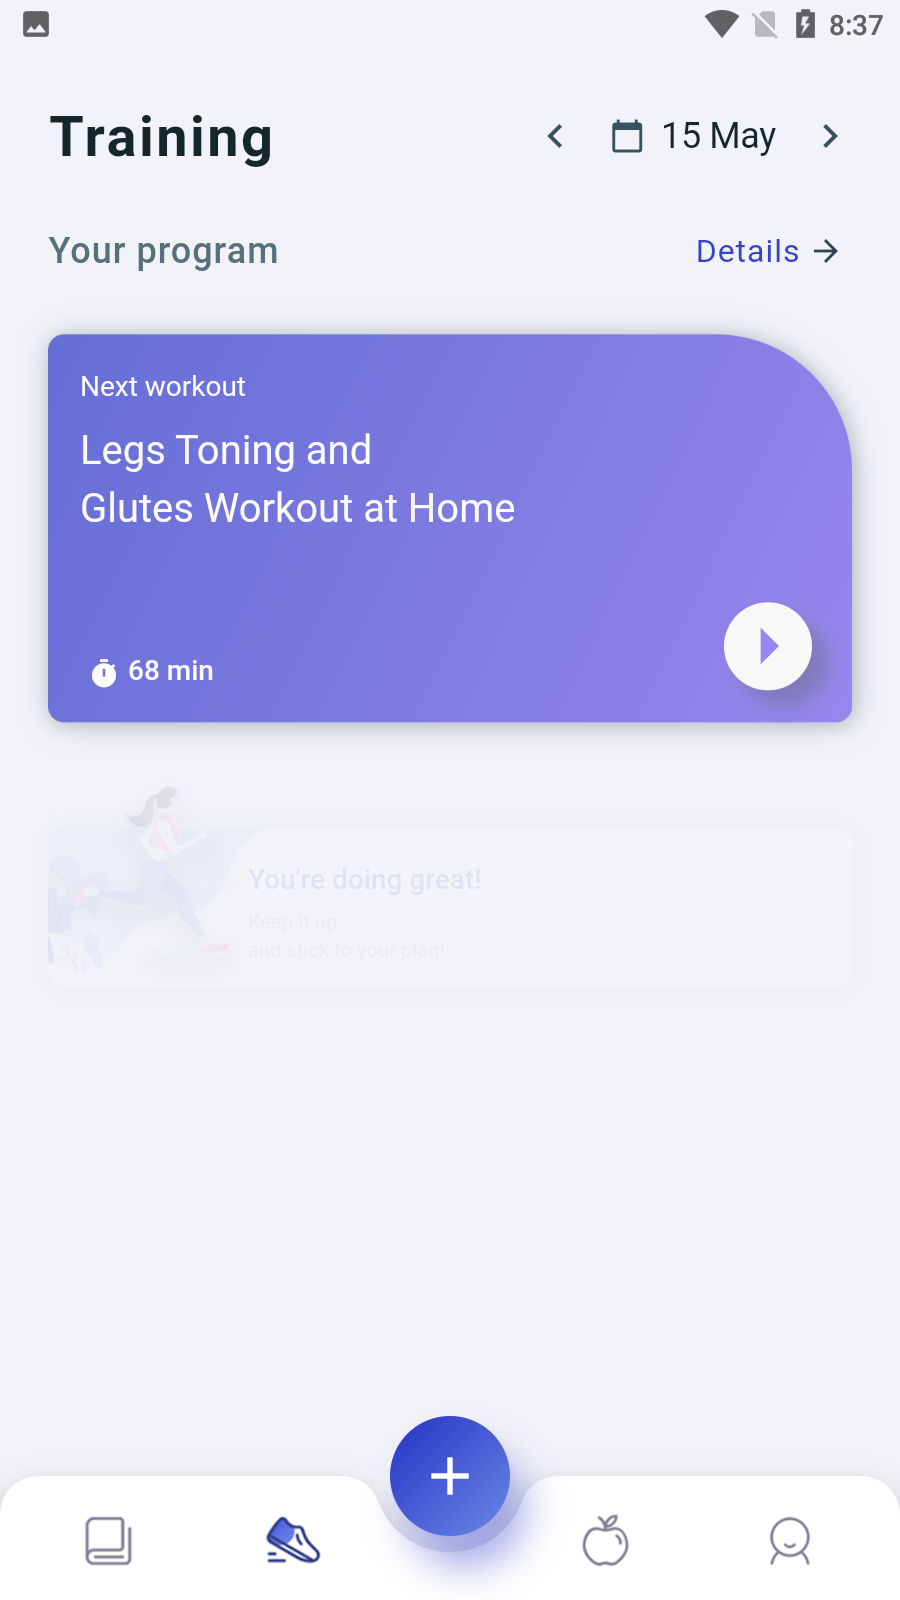 8:37
Training
15 May
Your program
Details
Next workout
Legs Toning and
Glutes Workout at Home
68 min
You're doing great!
Keep it up
and stick to your plan!